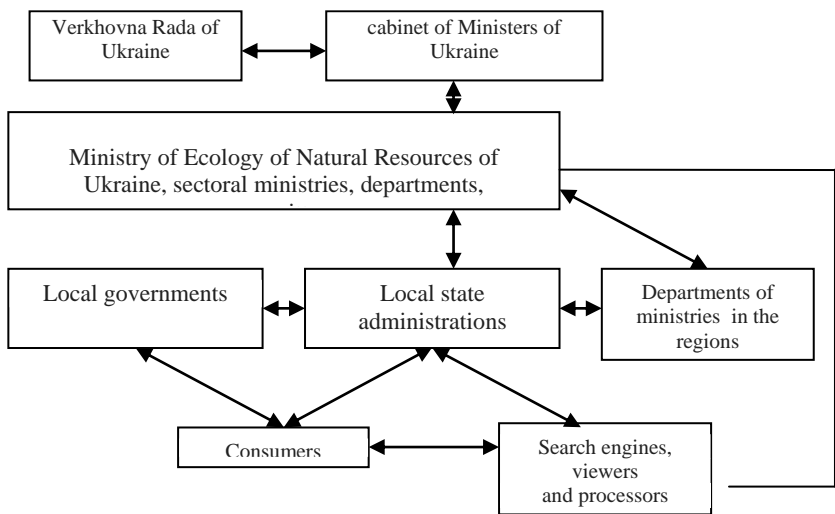 Verkhovna Rada of
Ukraine
cabinet of Ministers of
Ukraine
Ministry of Ecology of Natural Resources of
Ukraine, sectoral ministries, departments,
Local governments
Local state
administrations
Departments of
ministries in the
regions
Consumers
Search engines,
viewers
and processors